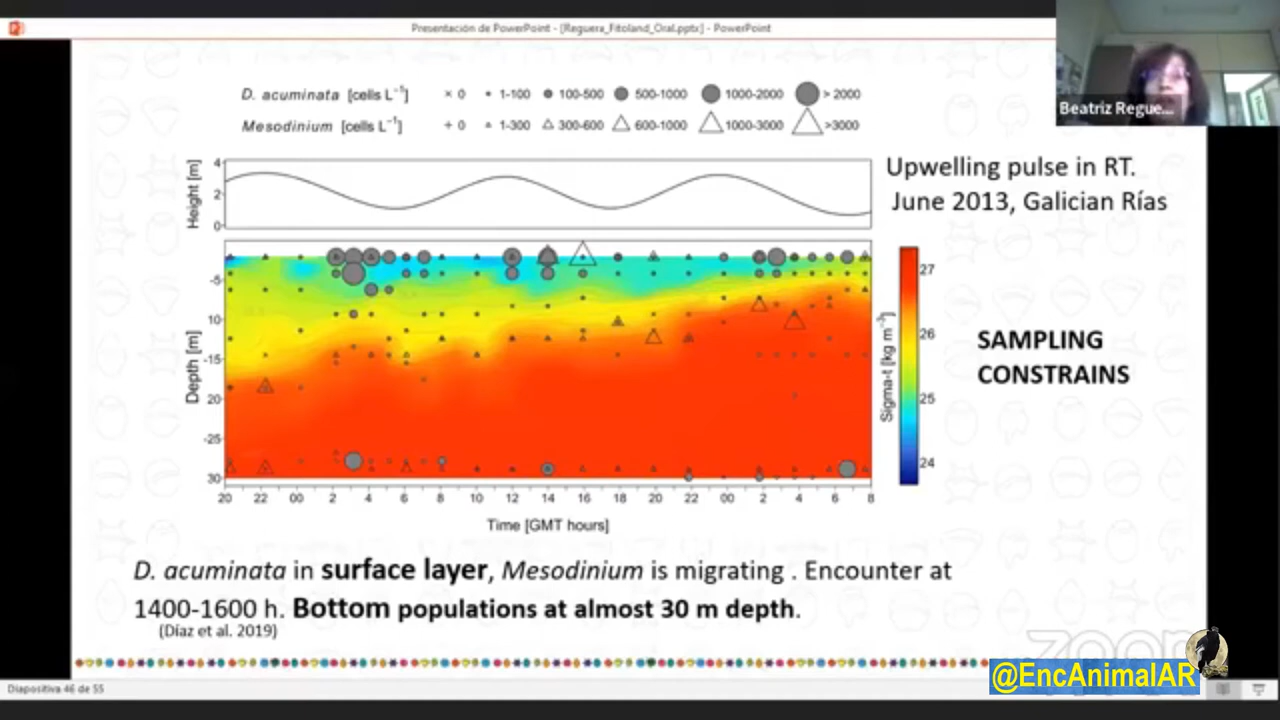 Presentación de PowerPoint - [Reguera_Fitoland_Oral.pptx] - PowerPoint
Beatriz Regue...
D. acuminata [cells L⁻¹] × 0 1-100 100-500 500-1000 1000-2000 > 2000
Mesodinium [cells L⁻¹] + 0 1-300 300-600 600-1000 1000-3000 >3000
Upwelling pulse in RT.
June 2013, Galician Rías
Height [m]
4
2
0
Depth [m]
-5
10
-15
20
-25
30
20 22 00 2 4 6 8 10 12 14 16 18 20 22 00 2 4 6 8
Time [GMT hours]
Sigma-t [kg m⁻³]
27
26
25
24
SAMPLING
CONSTRAINS
D. acuminata in surface layer, Mesodinium is migrating . Encounter at
1400-1600 h. Bottom populations at almost 30 m depth.
(Díaz et al. 2019)
zoom
@EncAnimalAR
Diapositiva 46 de 55